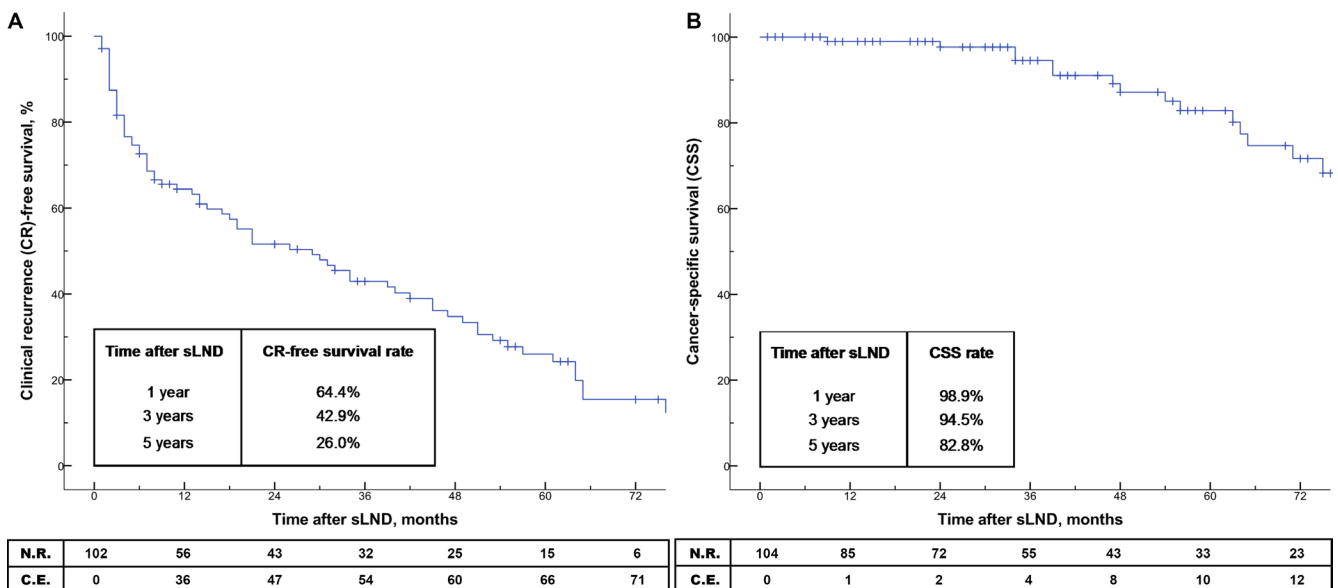 A
Clinical recurrence (CR)-free survival, %
100
80
60
40
20
0
Time after sLND CR-free survival rate
1 year 64.4%
3 years 42.9%
5 years 26.0%
0 12 24 36 48 60 72
Time after sLND, months
N.R. 102 56 43 32 25 15 6
C.E. 0 36 47 54 60 66 71
B
Cancer-specific survival (CSS)
100
80
60
40
20
0
Time after sLND CSS rate
1 year 98.9%
3 years 94.5%
5 years 82.8%
0 12 24 36 48 60 72
Time after sLND, months
N.R. 104 85 72 55 43 33 23
C.E. 0 1 2 4 8 10 12